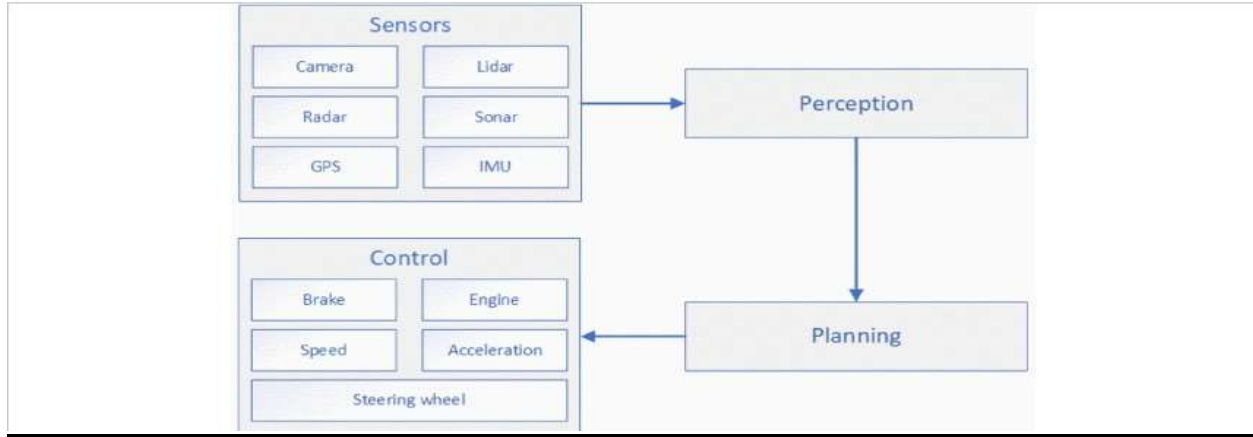 Sensors
Camera
Lidar
Radar
Sonar
GPS
IMU
Perception
Control
Brake
Engine
Speed
Acceleration
Steering wheel
Planning